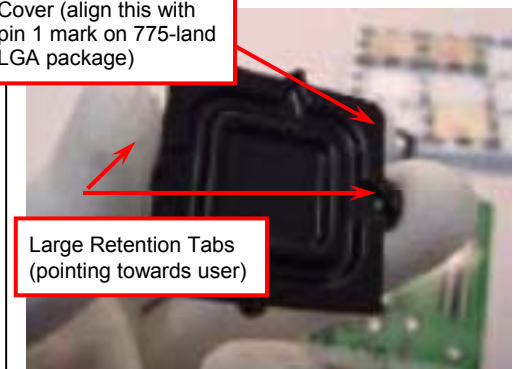 Cover (align this with
pin 1 mark on 775-land
LGA package)
Large Retention Tabs
(pointing towards user)